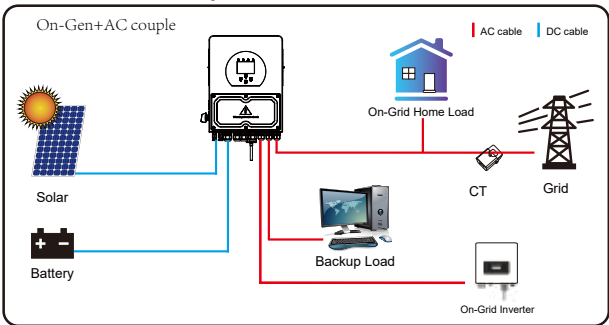 On-Gen+AC couple
AC cable
DC cable
On-Grid Home Load
CT
Grid
Solar
Backup Load
Battery
On-Grid Inverter